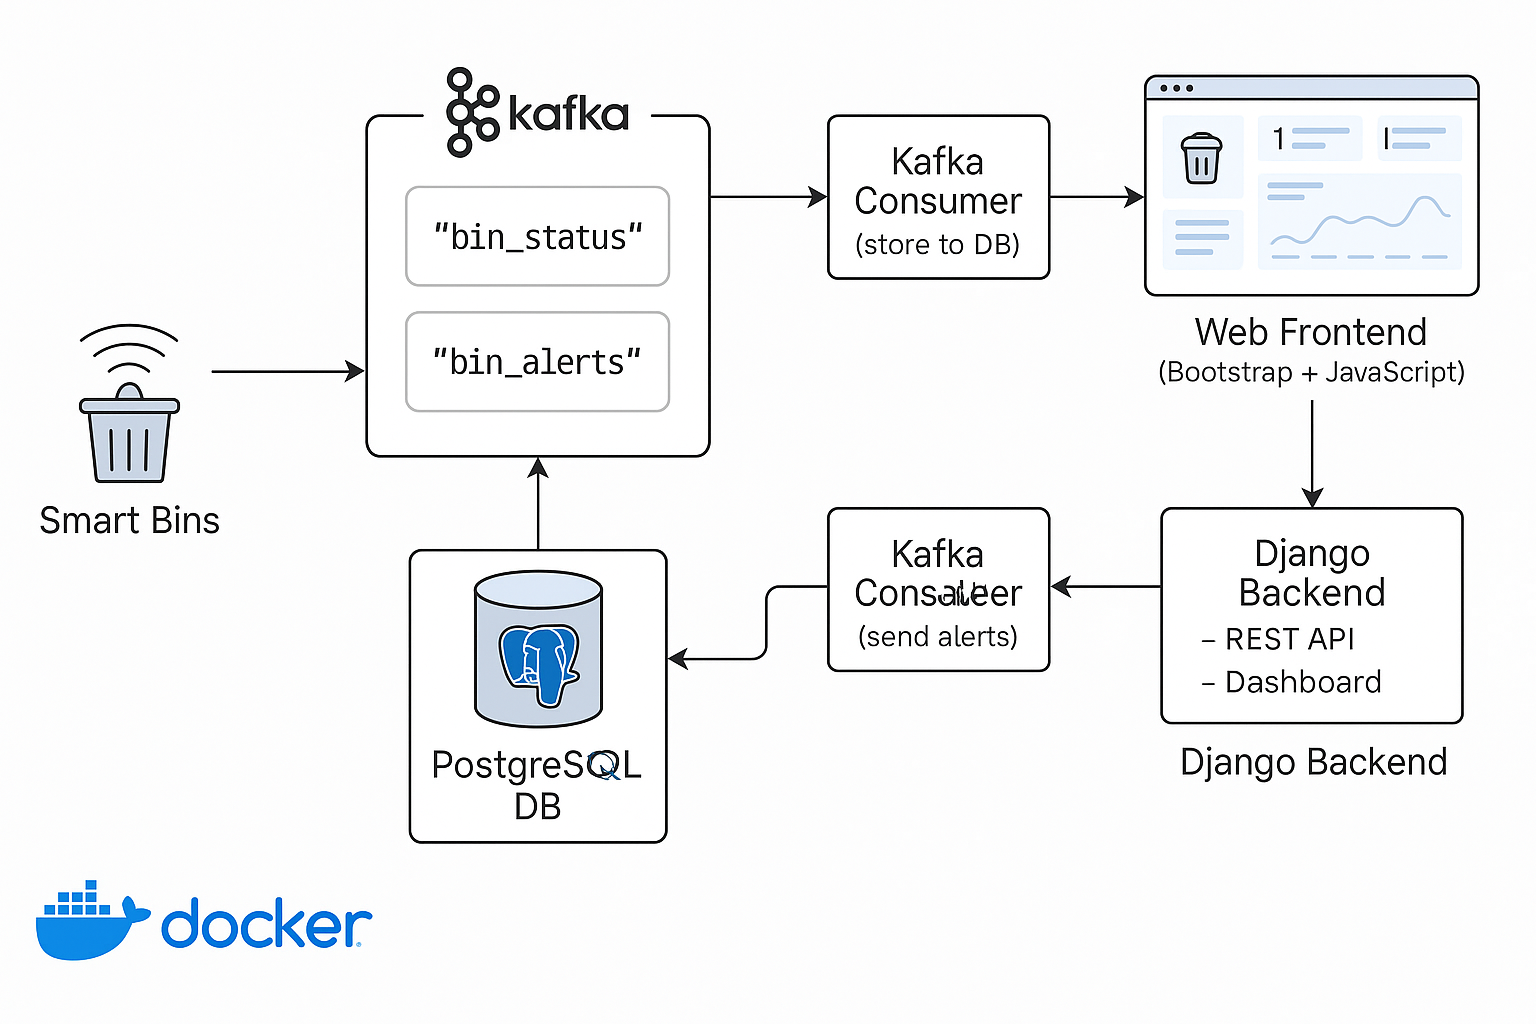 kafka
"bin_status"
"bin_alerts"
Smart Bins
Kafka
Consumer
(store to DB)
1
Web Frontend
(Bootstrap + JavaScript)
Kafka
(send alerts)
Django
Backend
– REST API
– Dashboard
Django Backend
PostgreSQL
DB
docker